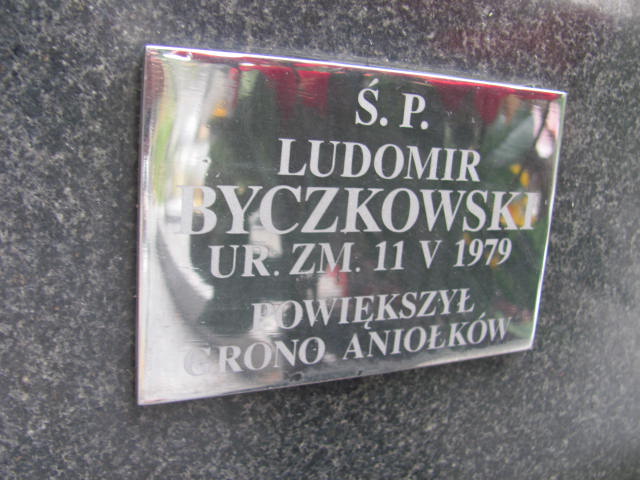 Ś. P.
LUDOMIR
BYCZKOWSKI
UR. ZM. 11 V 1979
POWIĘKSZYŁ
GRONO ANIOŁKÓW